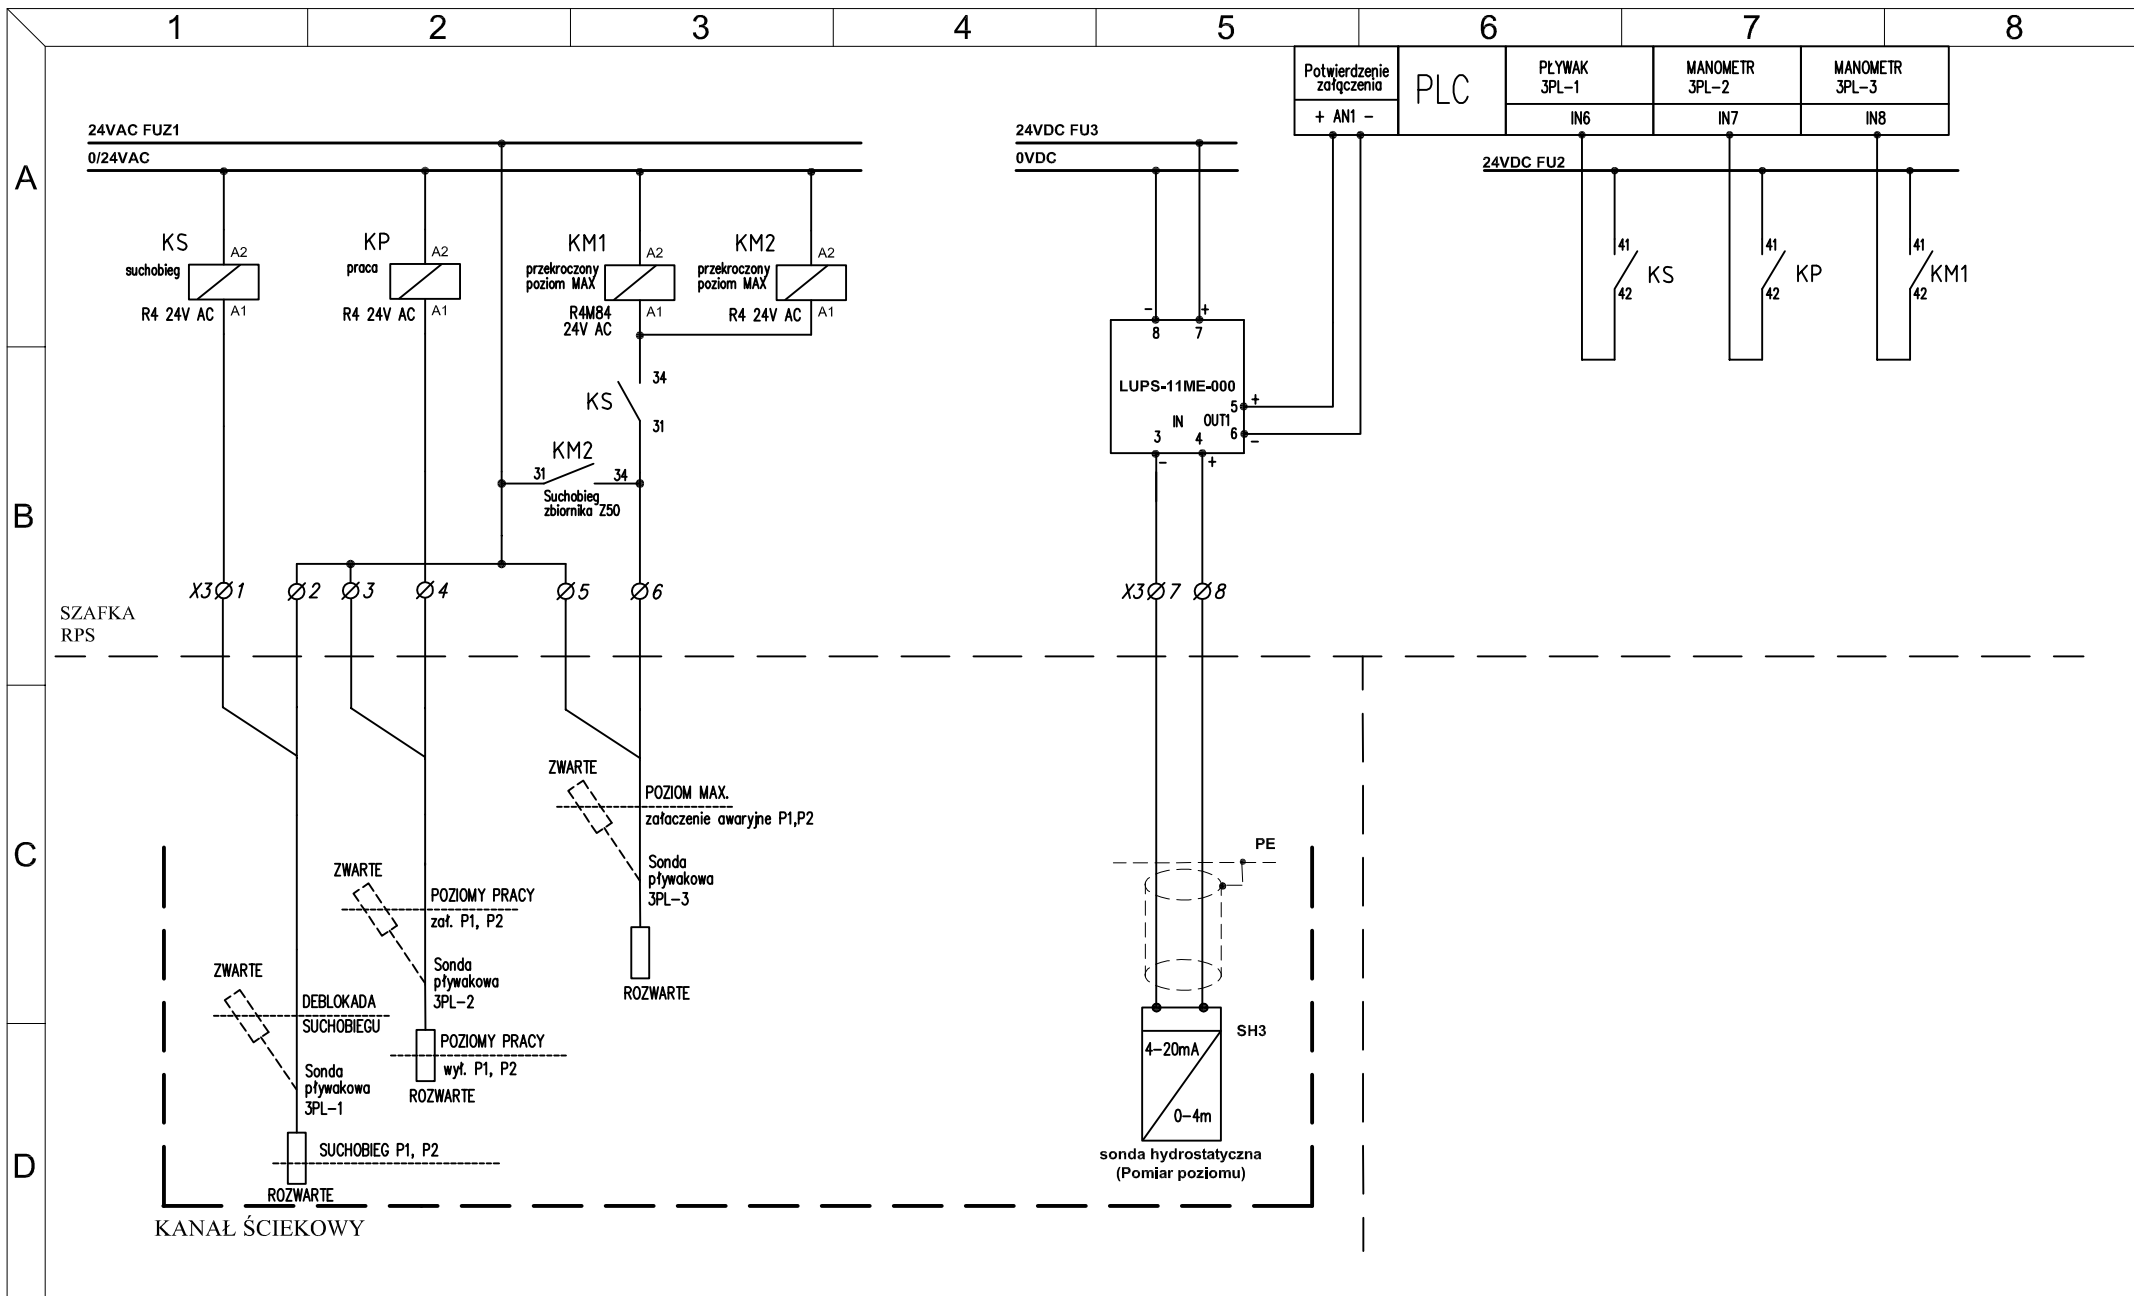 1 2 3 4 5 6 7 8
A
B
C
D
Potwierdzenie
załączenia
+ AN1 -
PLC
PŁYWAK
3PL-1
IN6
MANOMETR
3PL-2
IN7
MANOMETR
3PL-3
IN8
24VAC FUZ1
0/24VAC
24VDC FU3
0VDC
24VDC FU2
KS
suchobieg
A2
R4 24V AC
A1
KP
praca
A2
R4 24V AC
A1
KM1
przekroczony
poziom MAX
A2
R4M84
24V AC
A1
KM2
przekroczony
poziom MAX
A2
R4 24V AC
A1
41
KS
42
41
KP
42
41
KM1
42
34
KS
31
KM2
31 34
Suchobieg
zbiornika Z50
- +
8 7
LUPS-11ME-000
5 +
IN OUT1
3 4 6 -
- +
X3 1 2 3 4 5 6
X3 7 8
SZAFKA
RPS
ZWARTE
POZIOM MAX.
załaczenie awaryjne P1,P2
Sonda
pływakowa
3PL-3
ROZWARTE
ZWARTE
POZIOMY PRACY
zał. P1, P2
Sonda
pływakowa
3PL-2
POZIOMY PRACY
wył. P1, P2
ROZWARTE
ZWARTE
DEBLOKADA
SUCHOBIEGU
Sonda
pływakowa
3PL-1
SUCHOBIEG P1, P2
ROZWARTE
PE
SH3
4-20mA
0-4m
sonda hydrostatyczna
(Pomiar poziomu)
KANAŁ ŚCIEKOWY